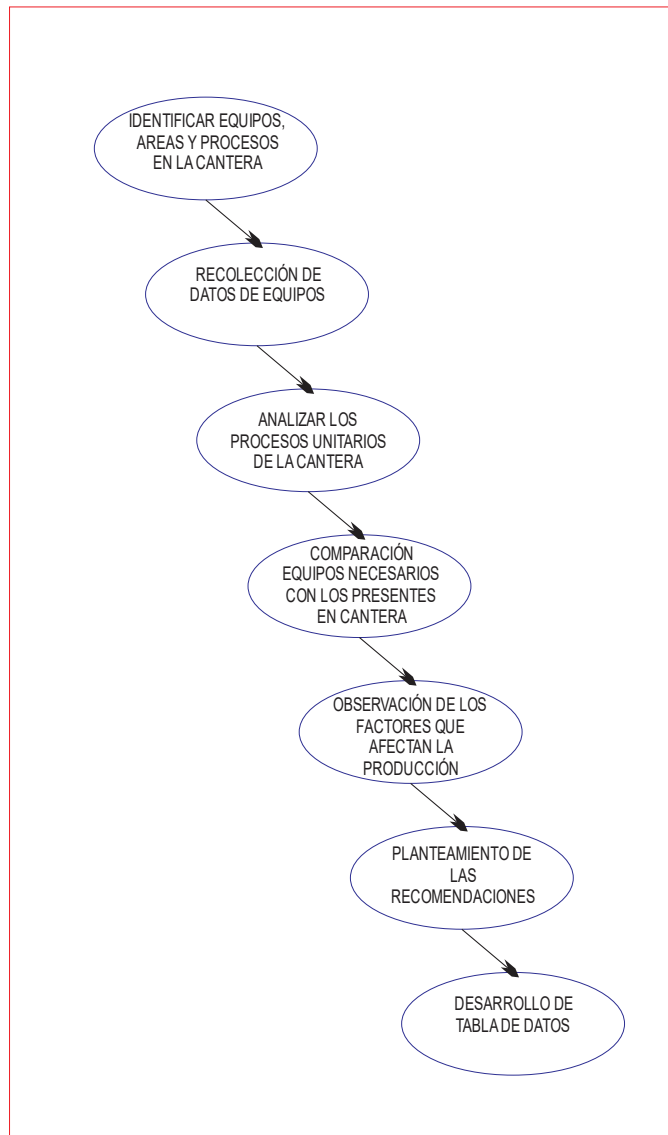 IDENTIFICAR EQUIPOS,
AREAS Y PROCESOS
EN LA CANTERA
RECOLECCIÓN DE
DATOS DE EQUIPOS
ANALIZAR LOS
PROCESOS UNITARIOS
DE LA CANTERA
COMPARACIÓN
EQUIPOS NECESARIOS
CON LOS PRESENTES
EN CANTERA
OBSERVACIÓN DE LOS
FACTORES QUE
AFECTAN LA
PRODUCCIÓN
PLANTEAMIENTO DE
LAS
RECOMENDACIONES
DESARROLLO DE
TABLA DE DATOS